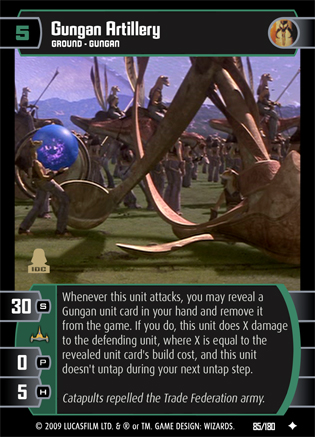 5
Gungan Artillery
GROUND - GUNGAN
IDC
30 S
Whenever this unit attacks, you may reveal a
Gungan unit card in your hand and remove it
from the game. If you do, this unit does X damage
to the defending unit, where X is equal to the
revealed unit card's build cost, and this unit
doesn't untap during your next untap step.
0 P
5 H
Catapults repelled the Trade Federation army.
© 2009 LUCASFILM LTD. & ® or TM. GAME DESIGN: WIZARDS. 85/180